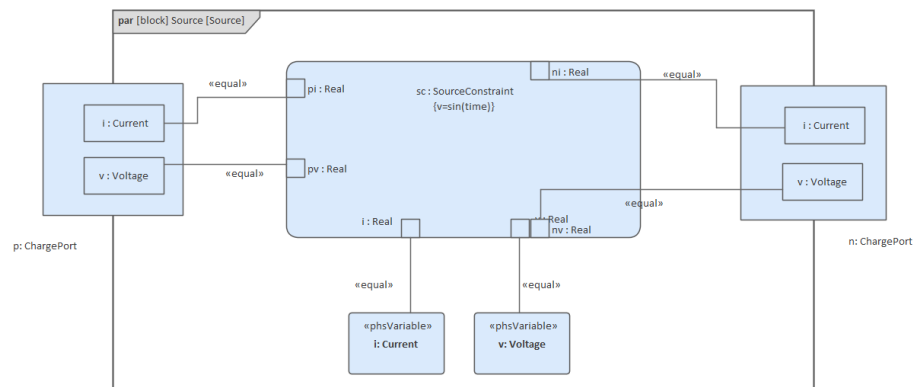 par [block] Source [Source]
«equal»
pi : Real
sc : SourceConstraint
{v=sin(time)}
ni : Real
«equal»
i : Current
i : Current
v : Voltage
«equal»
pv : Real
v : Voltage
«equal»
i : Real
v : Real
nv : Real
p: ChargePort
n: ChargePort
«equal»
«equal»
«phsVariable»
i: Current
«phsVariable»
v: Voltage